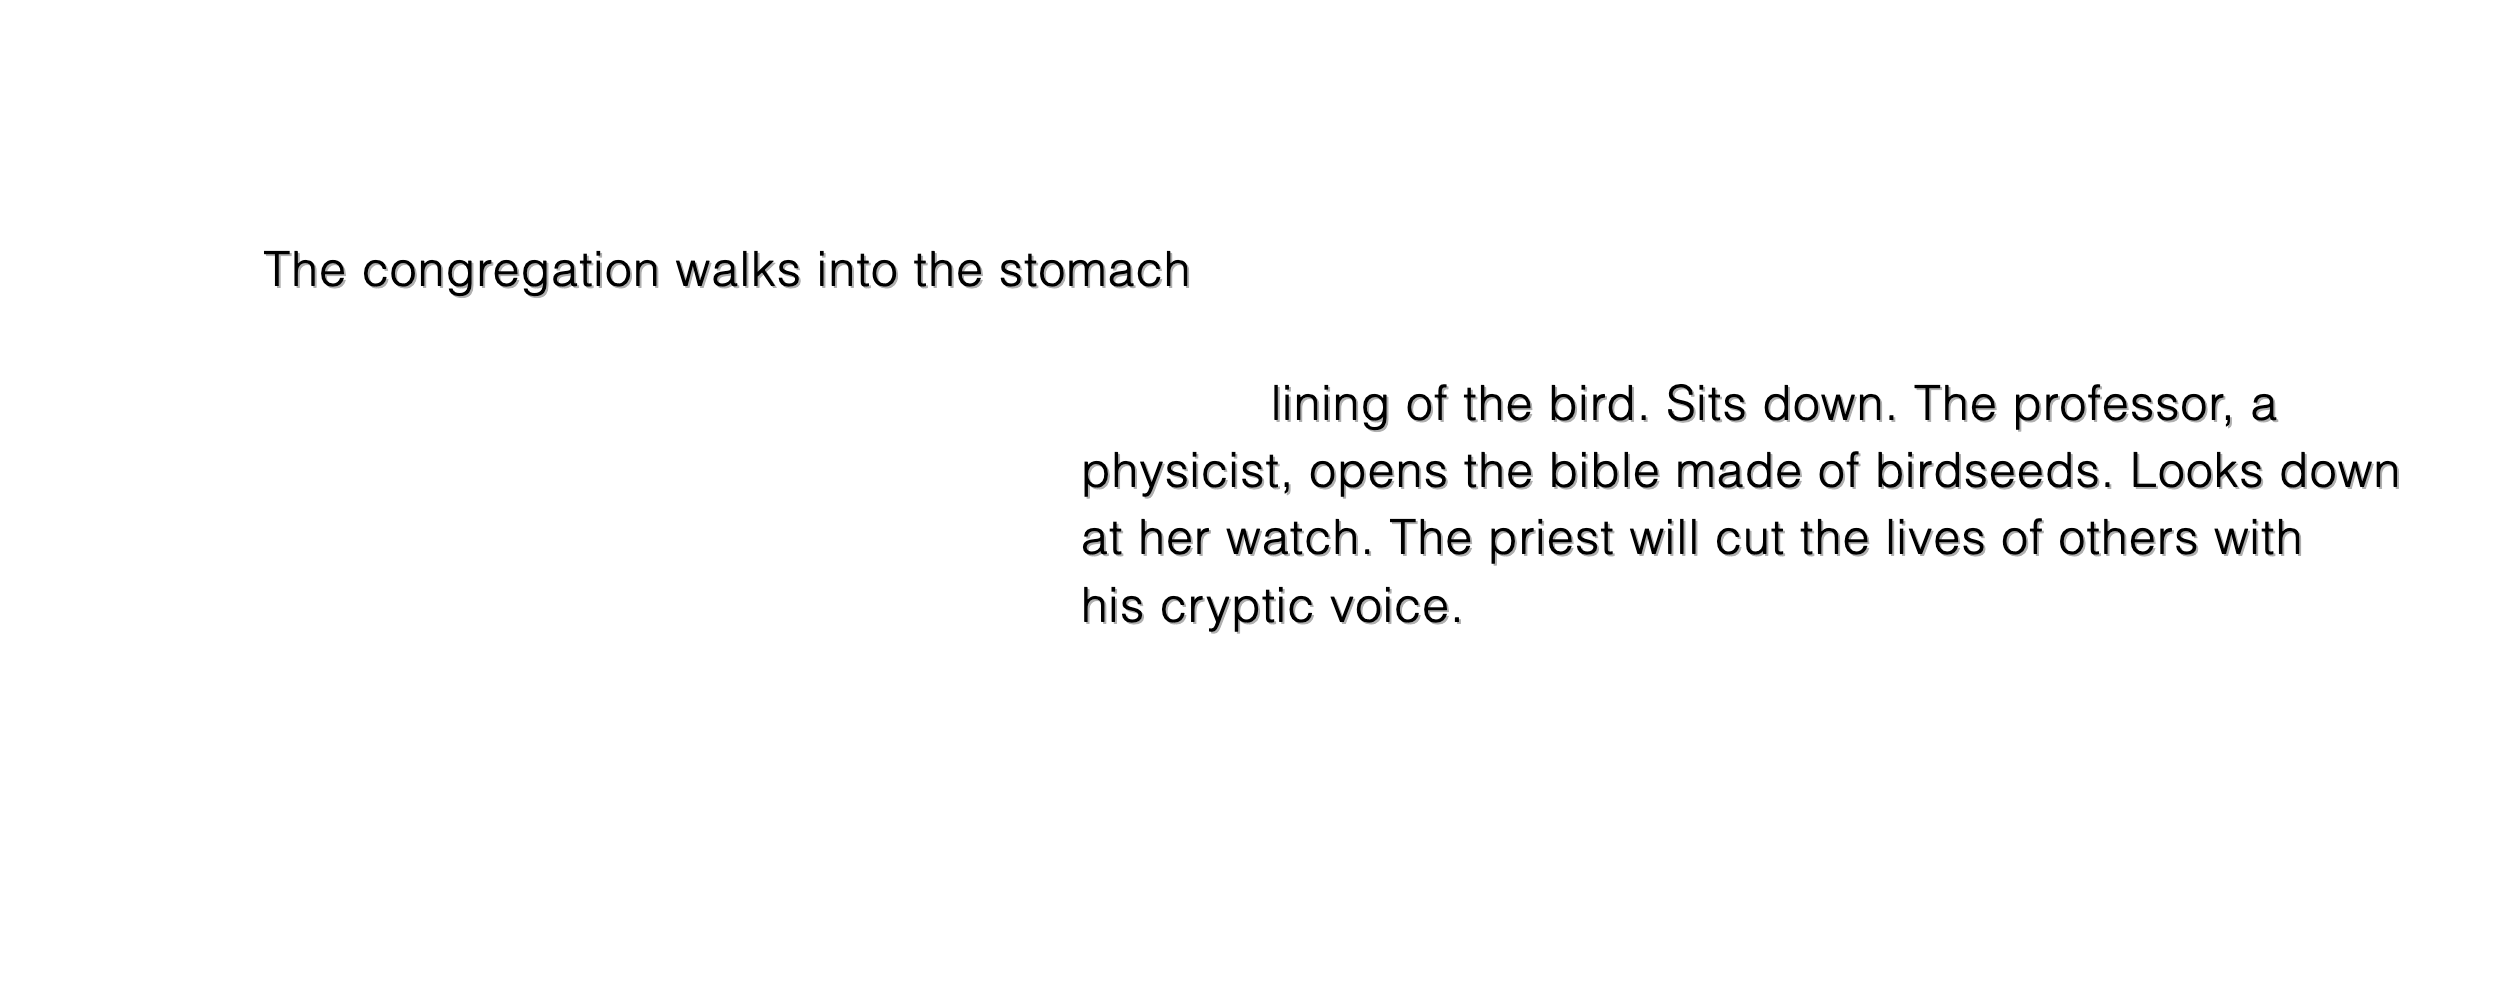 The congregation walks into the stomach
lining of the bird. Sits down. The professor, a
physicist, opens the bible made of birdseeds. Looks down
at her watch. The priest will cut the lives of others with
his cryptic voice.